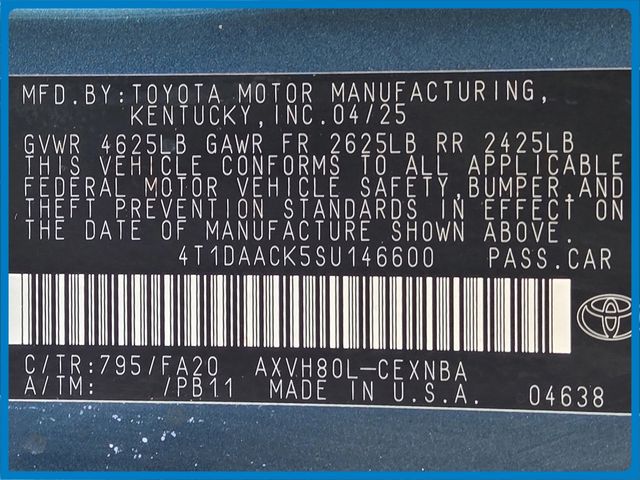 MFD.BY:TOYOTA MOTOR MANUFACTURING,
KENTUCKY,INC.04/25
GVWR 4625LB GAWR FR 2625LB RR 2425LB
THIS VEHICLE CONFORMS TO ALL APPLICABLE
FEDERAL MOTOR VEHICLE SAFETY,BUMPER,AND
THEFT PREVENTION STANDARDS IN EFFECT ON
THE DATE OF MANUFACTURE SHOWN ABOVE.
4T1DAACK5SU146600 PASS.CAR
C/TR:795/FA20 AXVH80L-CEXNBA
A/TM: /PB11 MADE IN U.S.A. 04638